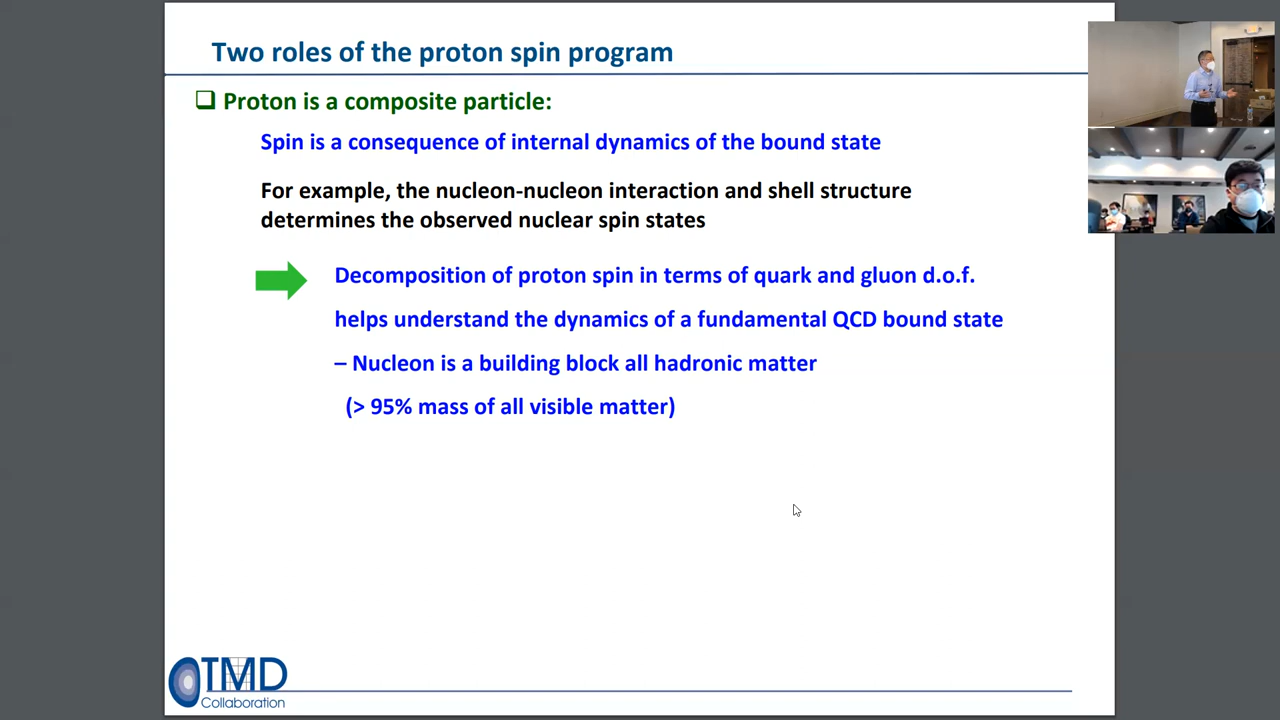 Two roles of the proton spin program
Proton is a composite particle:
Spin is a consequence of internal dynamics of the bound state
For example, the nucleon-nucleon interaction and shell structure
determines the observed nuclear spin states
Decomposition of proton spin in terms of quark and gluon d.o.f.
helps understand the dynamics of a fundamental QCD bound state
– Nucleon is a building block all hadronic matter
(> 95% mass of all visible matter)
TMD
Collaboration